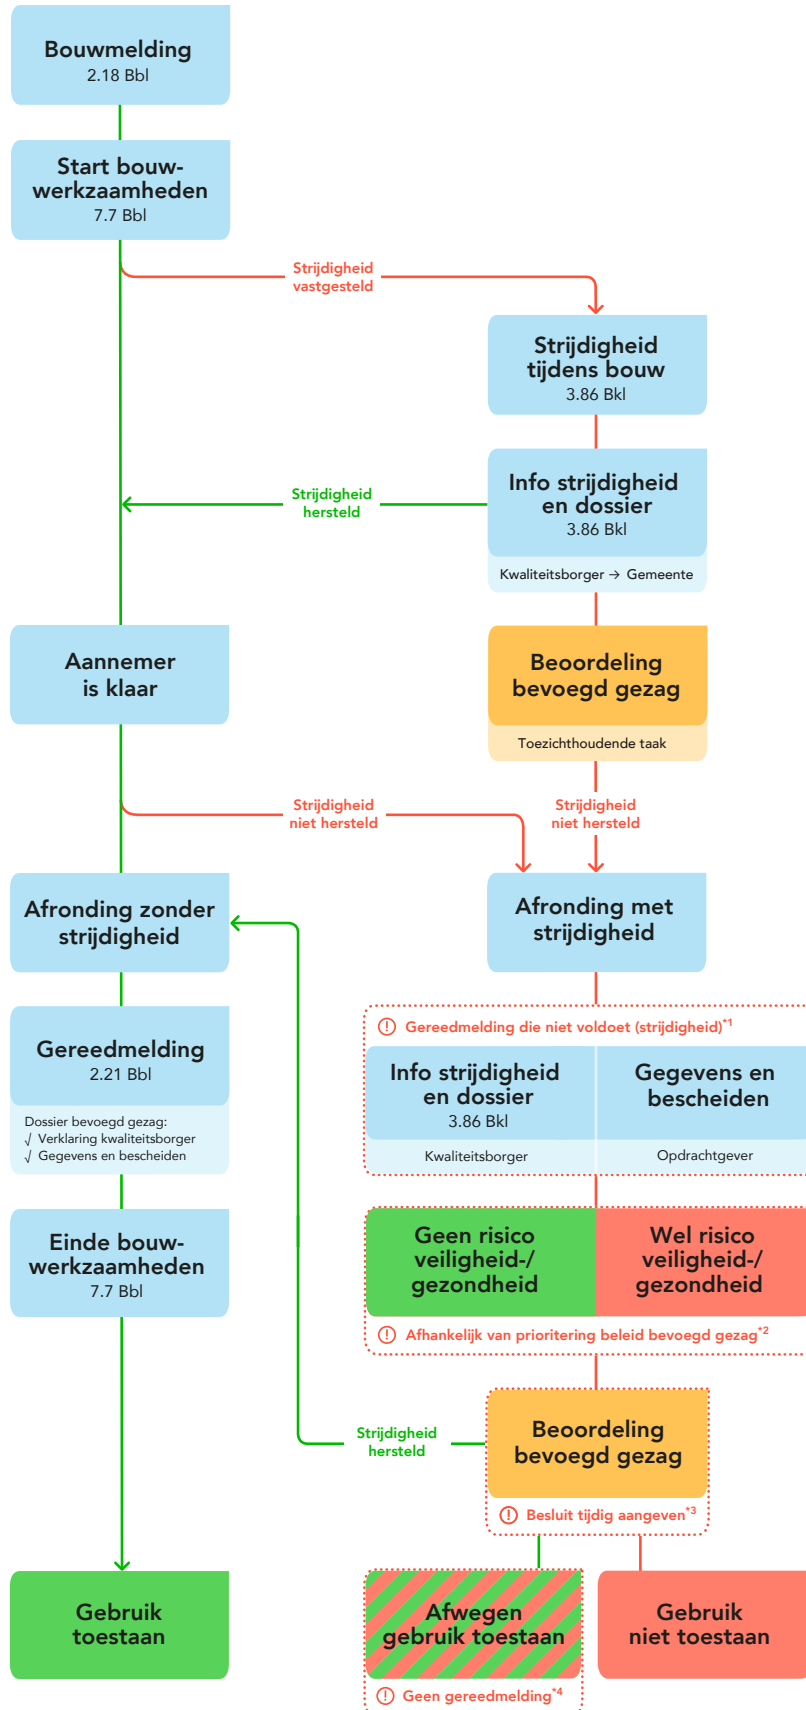 Bouwmelding
2.18 Bbl
Start bouw-
werkzaamheden
7.7 Bbl
Strijdigheid
vastgesteld
Strijdigheid
tijdens bouw
3.86 Bkl
Strijdigheid
hersteld
Info strijdigheid
en dossier
3.86 Bkl
Kwaliteitsborger → Gemeente
Aannemer
is klaar
Beoordeling
bevoegd gezag
Toezichthoudende taak
Strijdigheid
niet hersteld
Strijdigheid
niet hersteld
Afronding zonder
strijdigheid
Afronding met
strijdigheid
Gereedmelding
2.21 Bbl
Dossier bevoegd gezag:
√ Verklaring kwaliteitsborger
√ Gegevens en bescheiden
! Gereedmelding die niet voldoet (strijdigheid)*1
Info strijdigheid
en dossier
3.86 Bkl
Kwaliteitsborger
Gegevens en
bescheiden
Opdrachtgever
Einde bouw-
werkzaamheden
7.7 Bbl
Geen risico
veiligheid-/
gezondheid
Wel risico
veiligheid-/
gezondheid
! Afhankelijk van prioritering beleid bevoegd gezag*2
Strijdigheid
hersteld
Beoordeling
bevoegd gezag
! Besluit tijdig aangeven*3
Gebruik
toestaan
Afwegen
gebruik toestaan
! Geen gereedmelding*4
Gebruik
niet toestaan